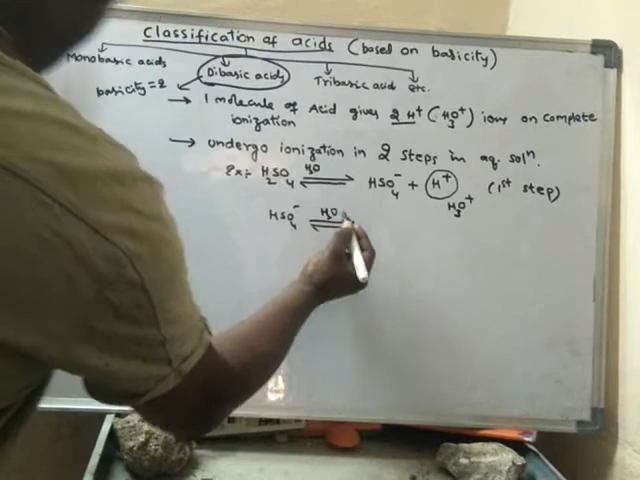 Classification of acids (based on basicity)
Monobasic acids Dibasic acids Tribasic acid etc.
basicity = 2
→ 1 molecule of Acid gives 2H⁺ (H₃O⁺) ions on complete
ionization
→ undergo ionization in 2 steps in aq. solⁿ.
Ex:- H₂SO₄ ⇌ H₂O HSO₄⁻ + H⁺ (1st step)
H₃O⁺
HSO₄⁻ ⇌ H₂O